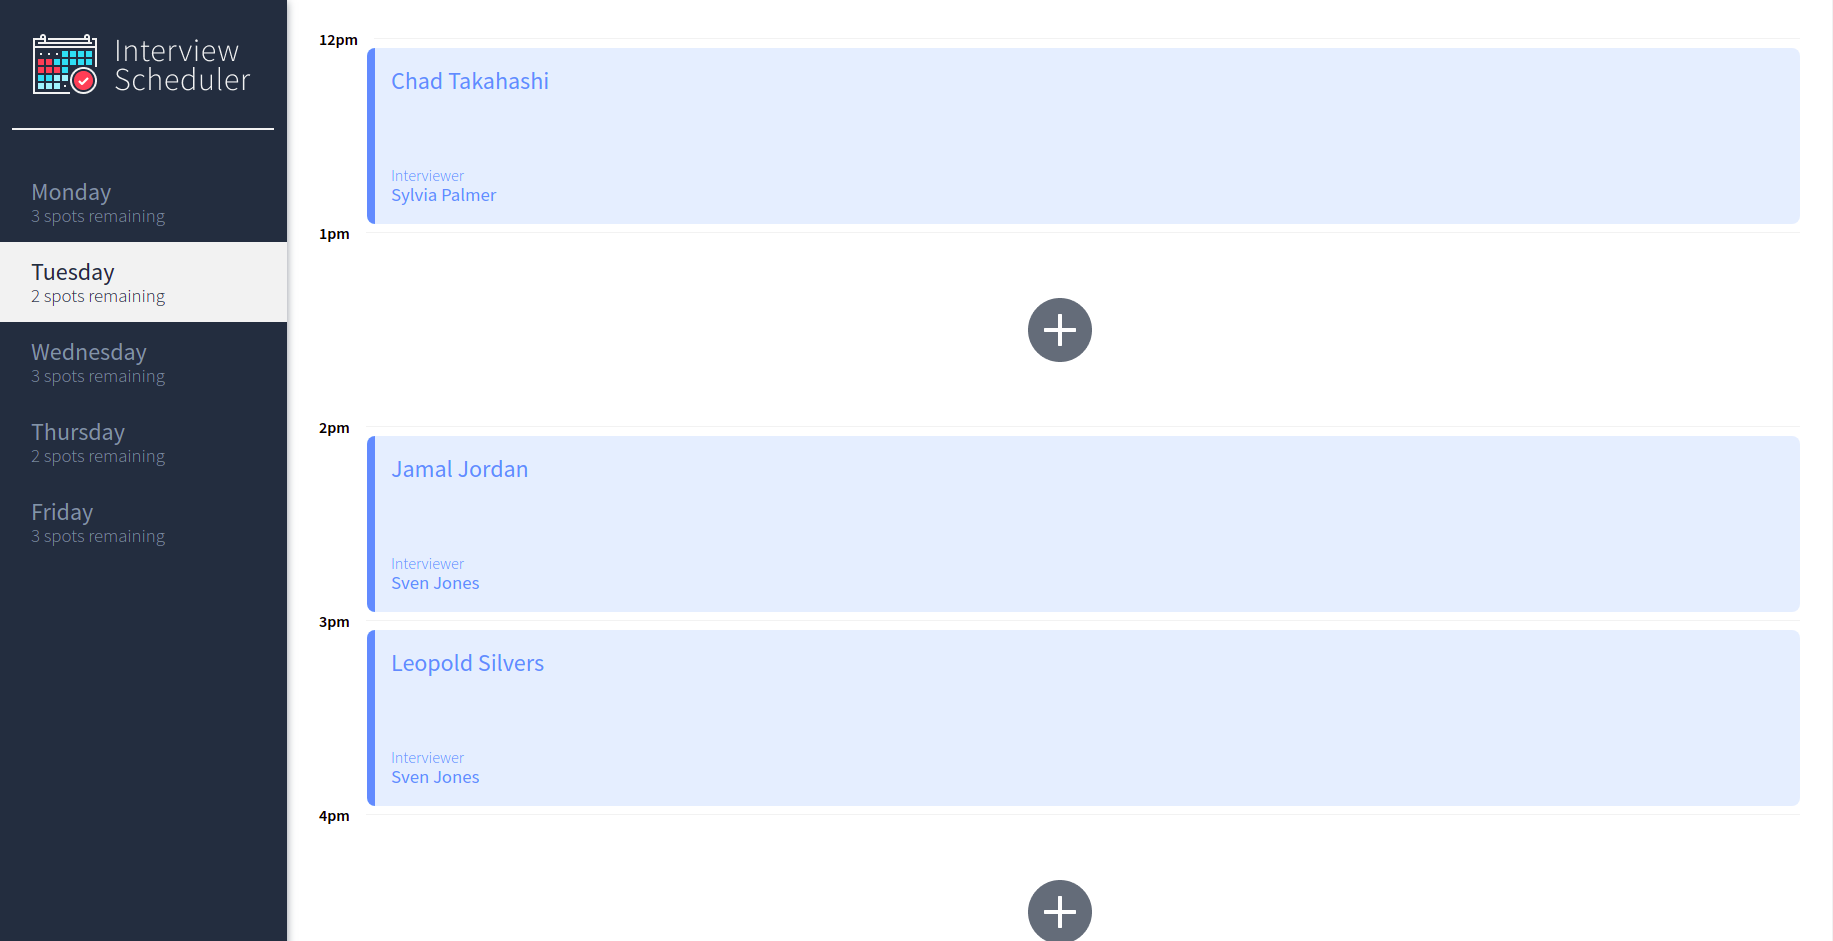 Interview
Scheduler
Monday
3 spots remaining
Tuesday
2 spots remaining
Wednesday
3 spots remaining
Thursday
2 spots remaining
Friday
3 spots remaining
12pm
Chad Takahashi
Interviewer
Sylvia Palmer
1pm
2pm
Jamal Jordan
Interviewer
Sven Jones
3pm
Leopold Silvers
Interviewer
Sven Jones
4pm